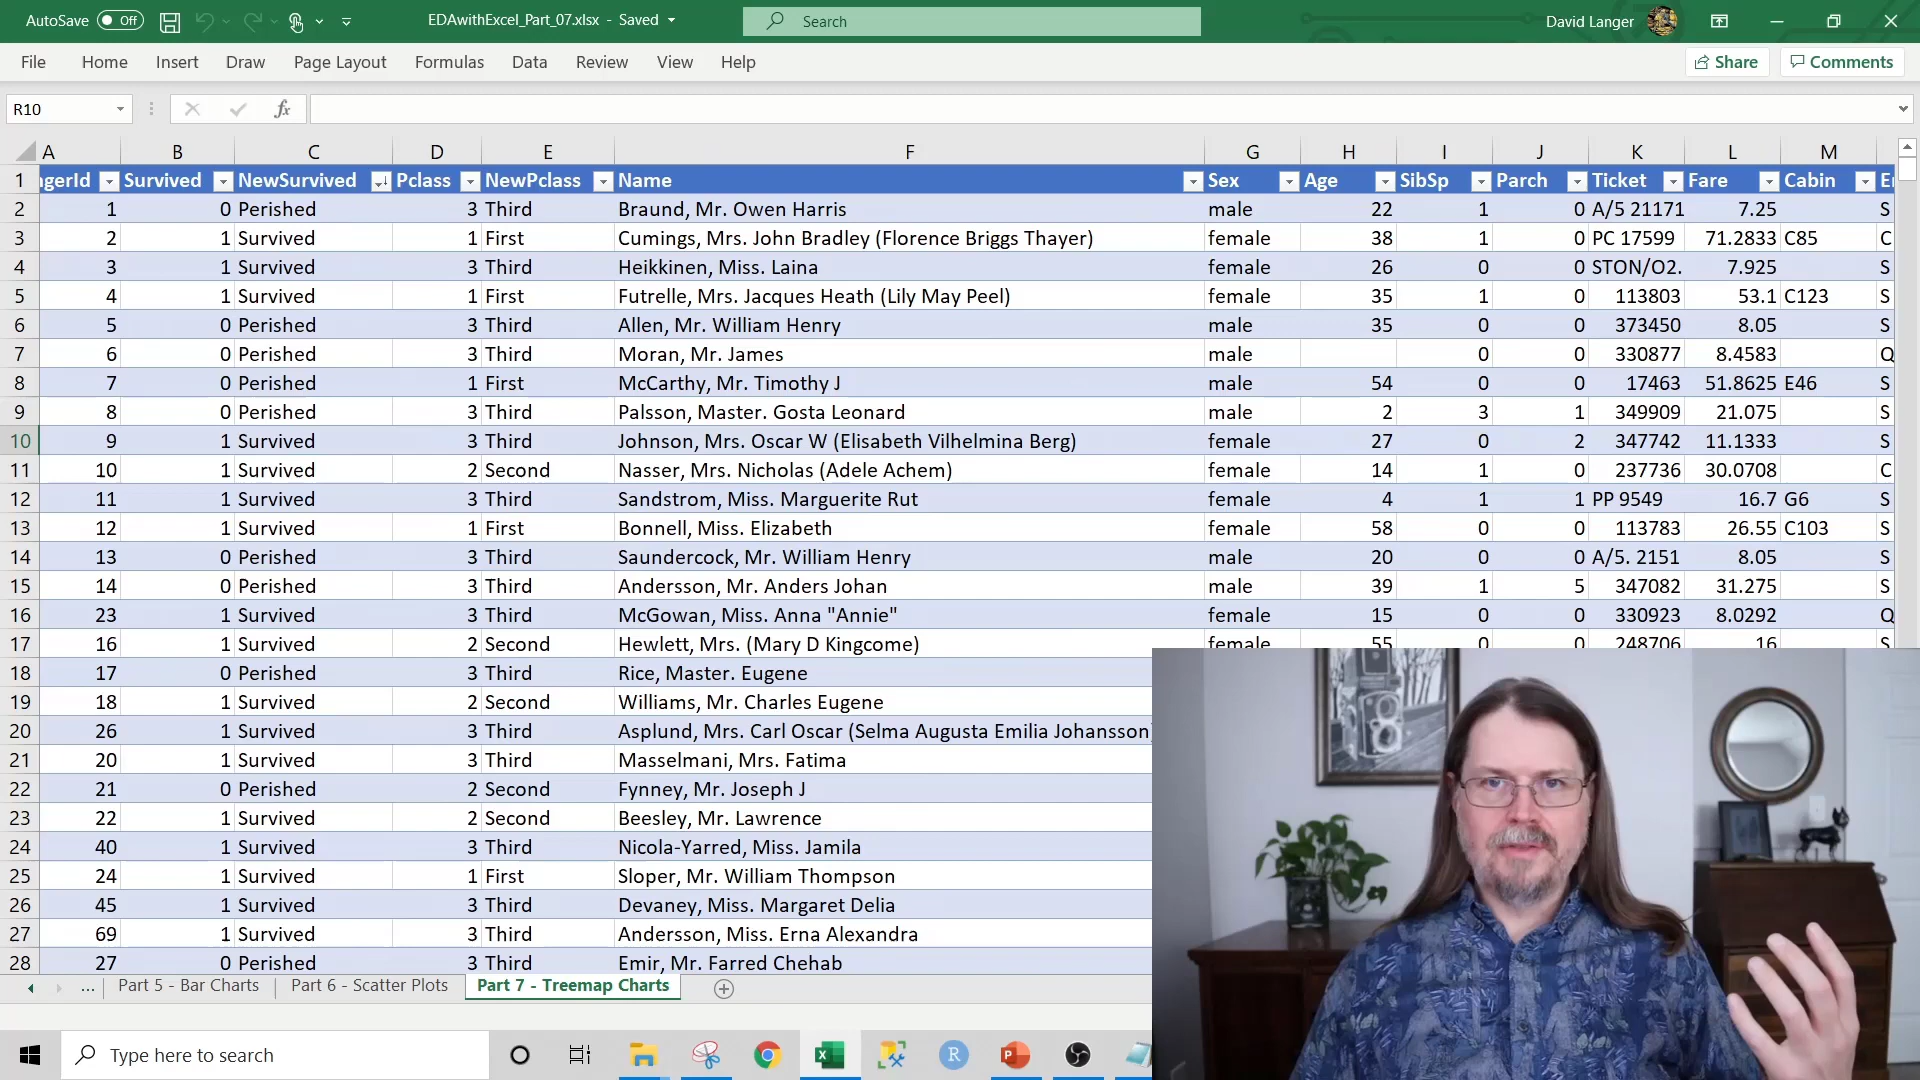 AutoSave Off EDAwithExcel_Part_07.xlsx - Saved Search David Langer
File Home Insert Draw Page Layout Formulas Data Review View Help Share Comments
R10 fx
A B C D E F G H I J K L M
1 ngerId Survived NewSurvived Pclass NewPclass Name Sex Age SibSp Parch Ticket Fare Cabin
2 1 0 Perished 3 Third Braund, Mr. Owen Harris male 22 1 0 A/5 21171 7.25 S
3 2 1 Survived 1 First Cumings, Mrs. John Bradley (Florence Briggs Thayer) female 38 1 0 PC 17599 71.2833 C85 C
4 3 1 Survived 3 Third Heikkinen, Miss. Laina female 26 0 0 STON/O2. 7.925 S
5 4 1 Survived 1 First Futrelle, Mrs. Jacques Heath (Lily May Peel) female 35 1 0 113803 53.1 C123 S
6 5 0 Perished 3 Third Allen, Mr. William Henry male 35 0 0 373450 8.05 S
7 6 0 Perished 3 Third Moran, Mr. James male 0 0 330877 8.4583 Q
8 7 0 Perished 1 First McCarthy, Mr. Timothy J male 54 0 0 17463 51.8625 E46 S
9 8 0 Perished 3 Third Palsson, Master. Gosta Leonard male 2 3 1 349909 21.075 S
10 9 1 Survived 3 Third Johnson, Mrs. Oscar W (Elisabeth Vilhelmina Berg) female 27 0 2 347742 11.1333 S
11 10 1 Survived 2 Second Nasser, Mrs. Nicholas (Adele Achem) female 14 1 0 237736 30.0708 C
12 11 1 Survived 3 Third Sandstrom, Miss. Marguerite Rut female 4 1 1 PP 9549 16.7 G6 S
13 12 1 Survived 1 First Bonnell, Miss. Elizabeth female 58 0 0 113783 26.55 C103 S
14 13 0 Perished 3 Third Saundercock, Mr. William Henry male 20 0 0 A/5. 2151 8.05 S
15 14 0 Perished 3 Third Andersson, Mr. Anders Johan male 39 1 5 347082 31.275 S
16 23 1 Survived 3 Third McGowan, Miss. Anna "Annie" female 15 0 0 330923 8.0292 Q
17 16 1 Survived 2 Second Hewlett, Mrs. (Mary D Kingcome) female 55 0 0 248706 16 S
18 17 0 Perished 3 Third Rice, Master. Eugene
19 18 1 Survived 2 Second Williams, Mr. Charles Eugene
20 26 1 Survived 3 Third Asplund, Mrs. Carl Oscar (Selma Augusta Emilia Johansson)
21 20 1 Survived 3 Third Masselmani, Mrs. Fatima
22 21 0 Perished 2 Second Fynney, Mr. Joseph J
23 22 1 Survived 2 Second Beesley, Mr. Lawrence
24 40 1 Survived 3 Third Nicola-Yarred, Miss. Jamila
25 24 1 Survived 1 First Sloper, Mr. William Thompson
26 45 1 Survived 3 Third Devaney, Miss. Margaret Delia
27 69 1 Survived 3 Third Andersson, Miss. Erna Alexandra
28 27 0 Perished 3 Third Emir, Mr. Farred Chehab
... Part 5 - Bar Charts Part 6 - Scatter Plots Part 7 - Treemap Charts
Type here to search